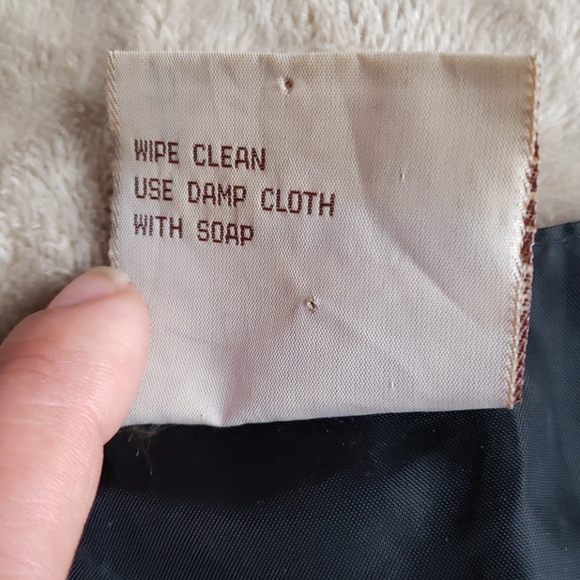 WIPE CLEAN
USE DAMP CLOTH
WITH SOAP